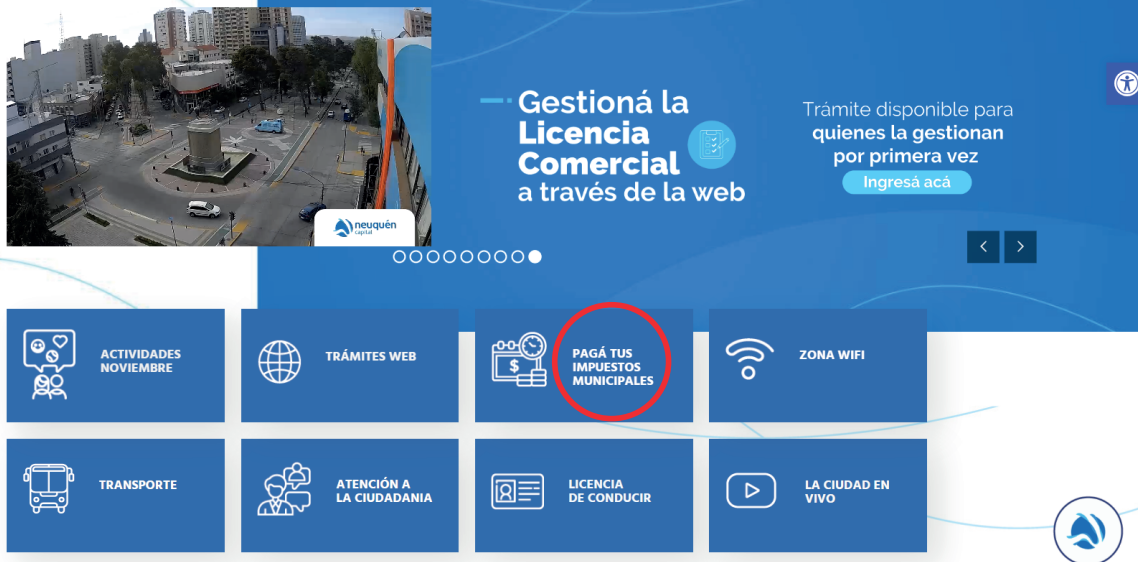 neuquén
capital
Gestioná la
Licencia
Comercial
a través de la web
Trámite disponible para
quienes la gestionan
por primera vez
Ingresá acá
ACTIVIDADES
NOVIEMBRE
TRÁMITES WEB
$
PAGÁ TUS
IMPUESTOS
MUNICIPALES
ZONA WIFI
TRANSPORTE
ATENCIÓN A
LA CIUDADANIA
LICENCIA
DE CONDUCIR
LA CIUDAD EN
VIVO